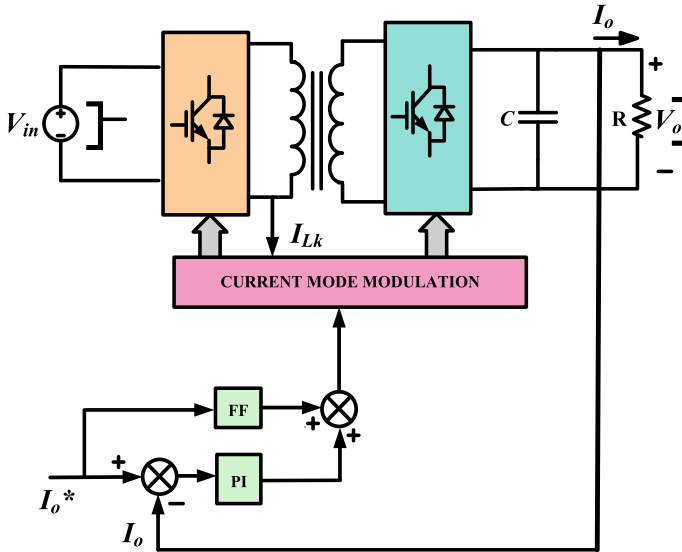 I_o
+
V_in
+
−
C
R
V_o
−
I_Lk
CURRENT MODE MODULATION
FF
+
+
+
PI
I_o*
−
I_o